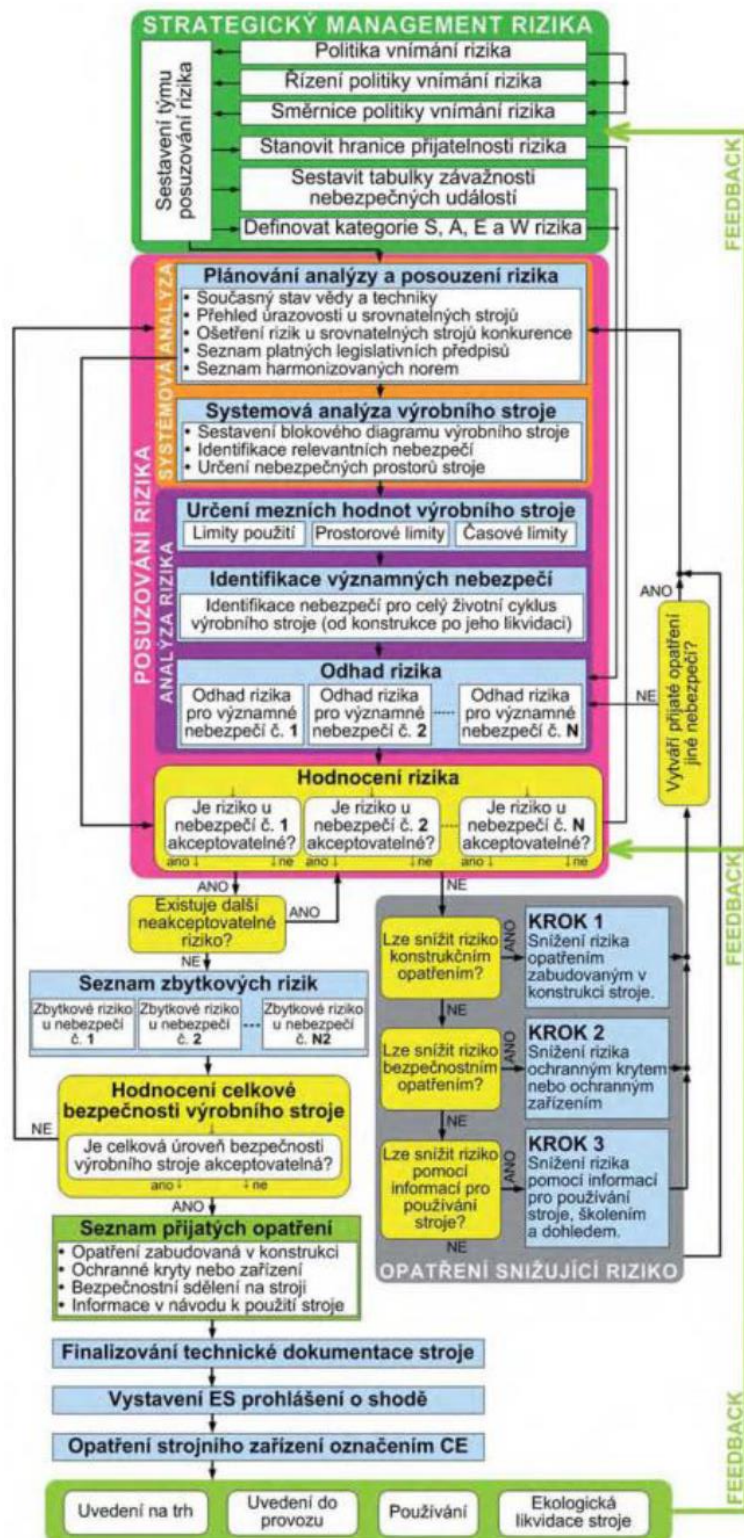 STRATEGICKÝ MANAGEMENT RIZIKA
Sestavení týmu
posuzování rizika
Politika vnímání rizika
Řízení politiky vnímání rizika
Směrnice politiky vnímání rizika
Stanovit hranice přijatelnosti rizika
Sestavit tabulky závažnosti
nebezpečných událostí
Definovat kategorie S, A, E a W rizika
FEEDBACK
POSUZOVÁNÍ RIZIKA
SYSTÉMOVÁ ANALÝZA
Plánování analýzy a posouzení rizika
• Současný stav vědy a techniky
• Přehled úrazovosti u srovnatelných strojů
• Ošetření rizik u srovnatelných strojů konkurence
• Seznam platných legislativních předpisů
• Seznam harmonizovaných norem
Systémová analýza výrobního stroje
• Sestavení blokového diagramu výrobního stroje
• Identifikace relevantních nebezpečí
• Určení nebezpečných prostorů stroje
ANALÝZA RIZIKA
Určení mezních hodnot výrobního stroje
Limity použití
Prostorové limity
Časové limity
Identifikace významných nebezpečí
Identifikace nebezpečí pro celý životní cyklus
výrobního stroje (od konstrukce po jeho likvidaci)
Odhad rizika
Odhad rizika
pro významné
nebezpečí č. 1
Odhad rizika
pro významné
nebezpečí č. 2
Odhad rizika
pro významné
nebezpečí č. N
ANO
Vytváří přijaté opatření
jiné nebezpečí?
NE
Hodnocení rizika
Je riziko u
nebezpečí č. 1
akceptovatelné?
ano
ne
Je riziko u
nebezpečí č. 2
akceptovatelné?
ano
ne
Je riziko u
nebezpečí č. N
akceptovatelné?
ano
ne
FEEDBACK
ANO
NE
Existuje další
neakceptovatelné
riziko?
ANO
NE
Seznam zbytkových rizik
Zbytkové riziko
u nebezpečí
č. 1
Zbytkové riziko
u nebezpečí
č. 2
Zbytkové riziko
u nebezpečí
č. N2
Hodnocení celkové
bezpečnosti výrobního stroje
NE
Je celková úroveň bezpečnosti
výrobního stroje akceptovatelná?
ano
ne
ANO
Lze snížit riziko
konstrukčním
opatřením?
ANO
KROK 1
Snížení rizika
opatřením
zabudovaným v
konstrukci stroje.
NE
Lze snížit riziko
bezpečnostním
opatřením?
ANO
KROK 2
Snížení rizika
ochranným krytem
nebo ochranným
zařízením
NE
Lze snížit riziko
pomocí
informací pro
používání
stroje?
ANO
KROK 3
Snížení rizika
pomocí informací
pro používání
stroje, školením
a dohledem.
NE
OPATŘENÍ SNIŽUJÍCÍ RIZIKO
Seznam přijatých opatření
• Opatření zabudovaná v konstrukci
• Ochranné kryty nebo zařízení
• Bezpečnostní sdělení na stroji
• Informace v návodu k použití stroje
Finalizování technické dokumentace stroje
Vystavení ES prohlášení o shodě
Opatření strojního zařízení označením CE
Uvedení na trh
Uvedení do
provozu
Používání
Ekologická
likvidace stroje
FEEDBACK